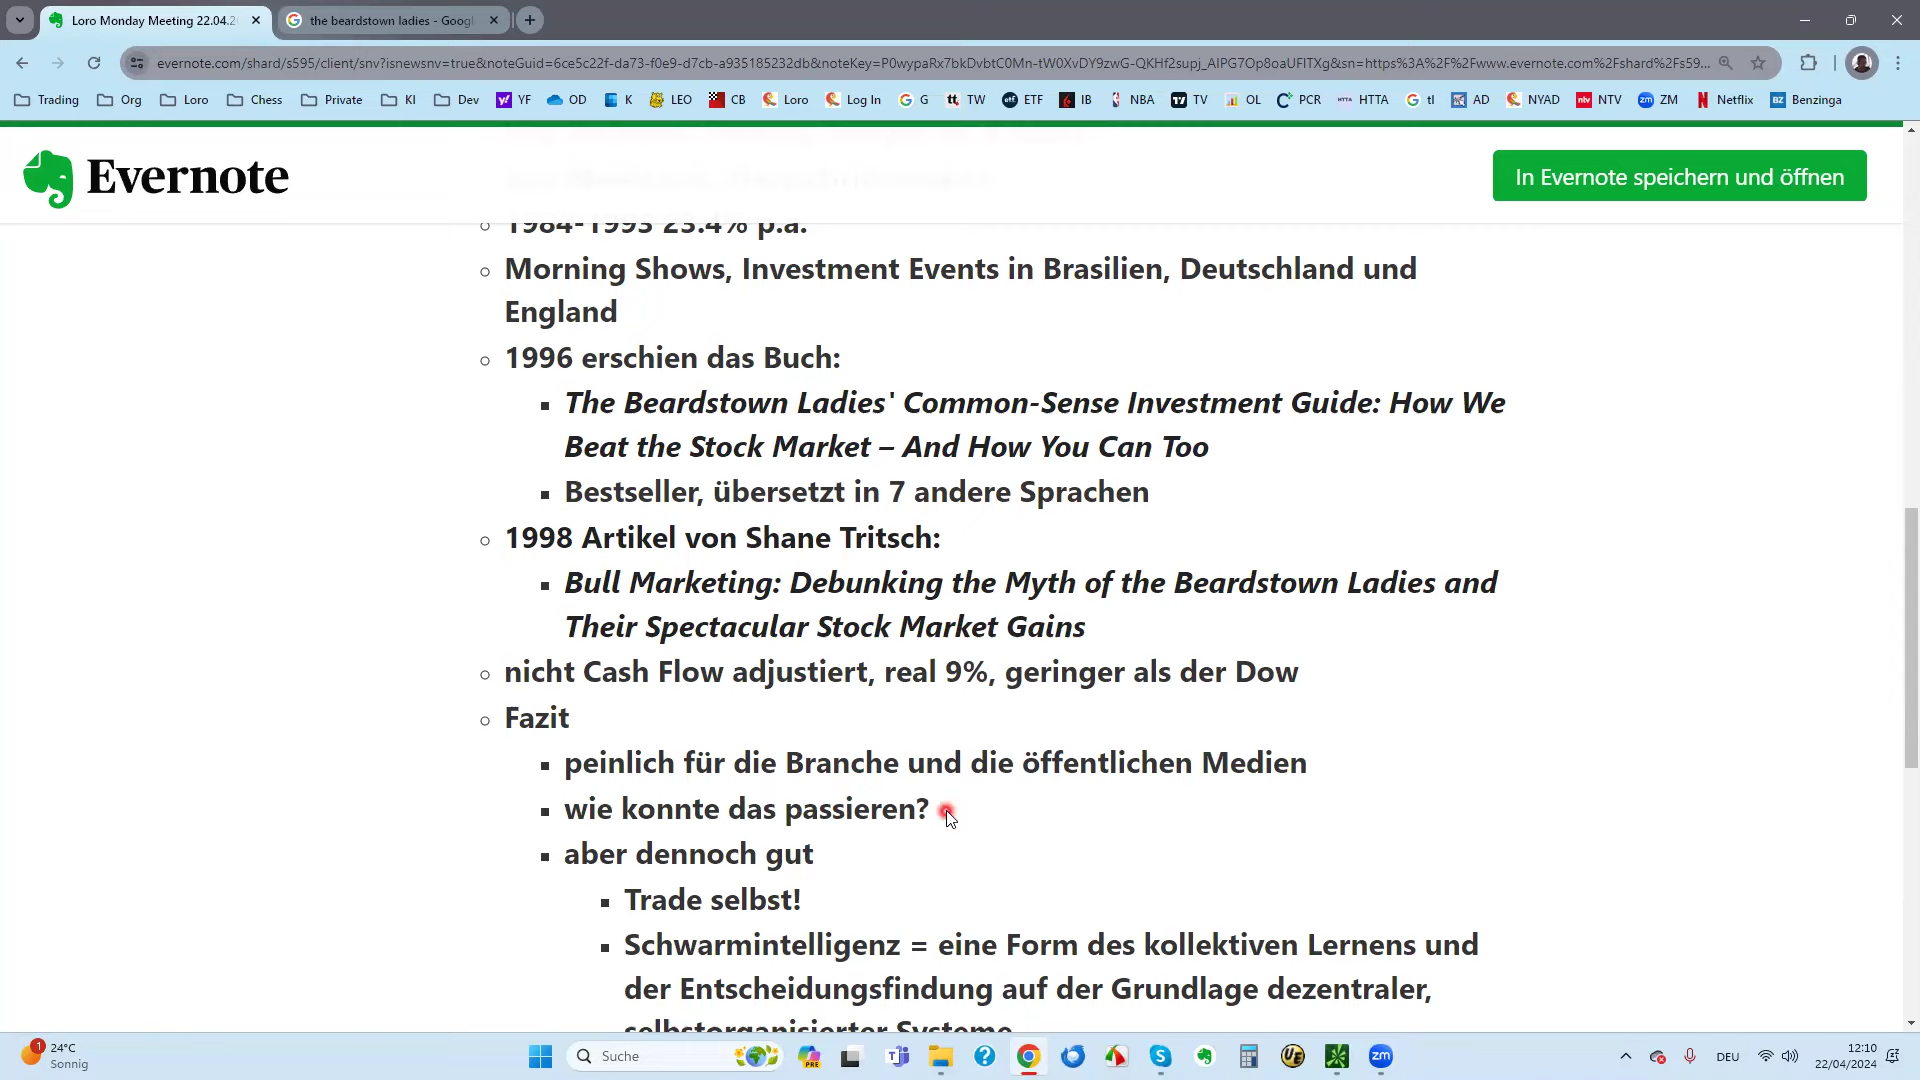 Loro Monday Meeting 22.04.2
the beardstown ladies - Googl
evernote.com/shard/s595/client/snv?isnewsnv=true&noteGuid=6ce5c22f-da73-f0e9-d7cb-a935185232db&noteKey=P0wypaRx7bkDvbtC0Mn-tW0XvDY9zwG-QKHf2supj_AIPG7Op8oaUFITXg&sn=https%3A%2F%2Fwww.evernote.com%2Fshard%2Fs59...
Trading Org Loro Chess Private KI Dev YF OD K LEO CB Loro Log In G TW ETF IB NBA TV OL PCR HTTA tl AD NYAD NTV ZM Netflix Benzinga
Evernote
In Evernote speichern und öffnen
1984-1993 23.4% p.a.
Morning Shows, Investment Events in Brasilien, Deutschland und
England
1996 erschien das Buch:
The Beardstown Ladies' Common-Sense Investment Guide: How We
Beat the Stock Market – And How You Can Too
Bestseller, übersetzt in 7 andere Sprachen
1998 Artikel von Shane Tritsch:
Bull Marketing: Debunking the Myth of the Beardstown Ladies and
Their Spectacular Stock Market Gains
nicht Cash Flow adjustiert, real 9%, geringer als der Dow
Fazit
peinlich für die Branche und die öffentlichen Medien
wie konnte das passieren?
aber dennoch gut
Trade selbst!
Schwarmintelligenz = eine Form des kollektiven Lernens und
der Entscheidungsfindung auf der Grundlage dezentraler,
selbstorganisierter Systeme
1
24°C
Sonnig
Suche
DEU
12:10
22/04/2024